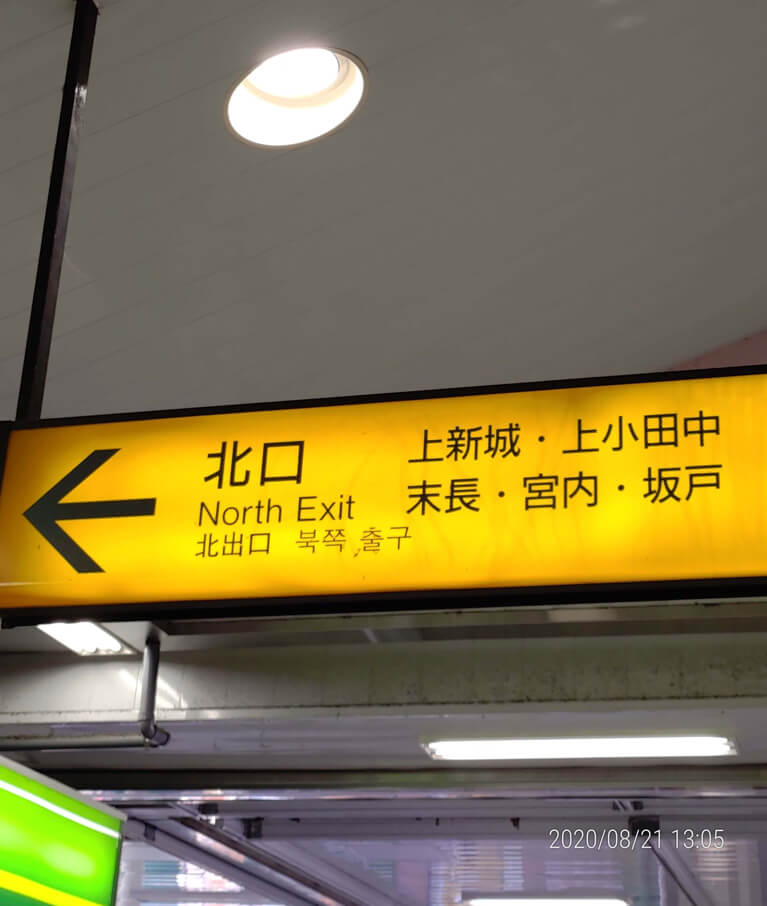 北口
North Exit
北出口 북쪽 출구
上新城・上小田中
末長・宮内・坂戸
2020/08/21 13:05